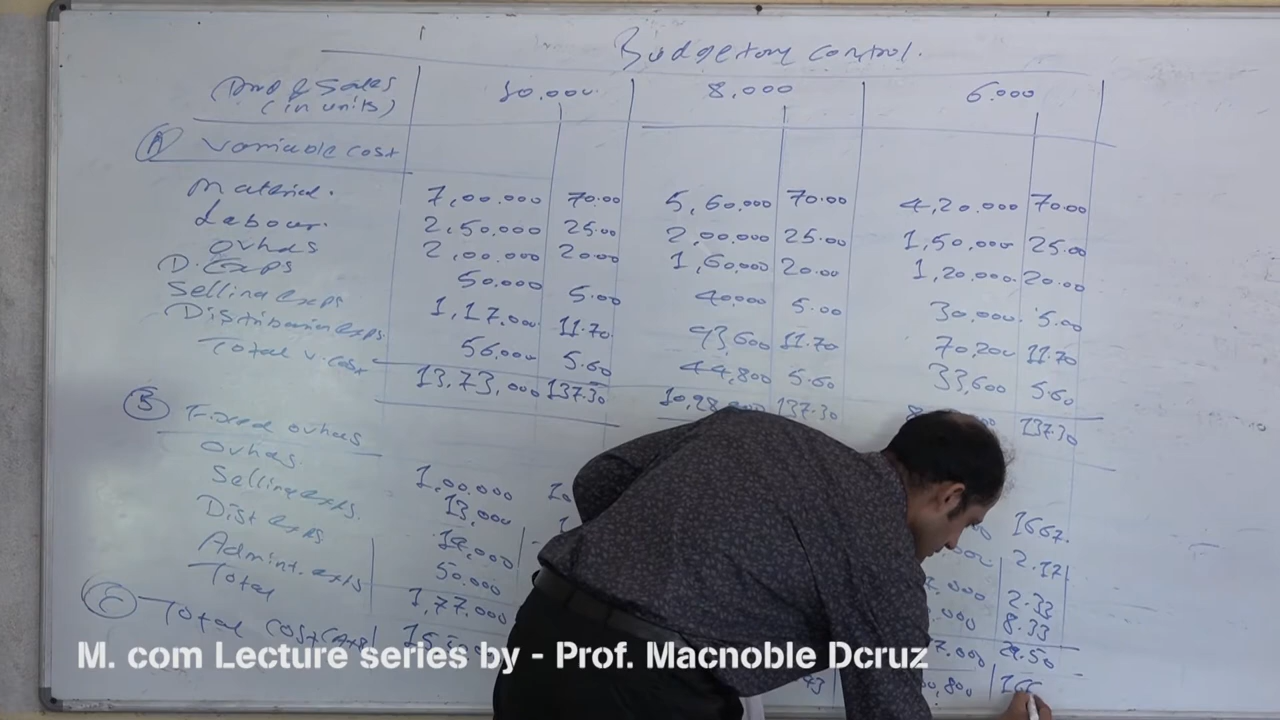 Budgetory control.
Prod & Sales (in units) 10,000 8,000 6.000
(A) Variable cost
Material. 7,00.000 70.00 5,60,000 70.00 4,20.000 70.00
Labour. 2,50.000 25.00 2,00.000 25.00 1,50,000 25.00
ovhds 2,00.000 20.00 1,60,000 20.00 1,20.000 20.00
D. Exps 50.000 5.00 40000 5.00 30,000. 5.00
Selling exps 1,17.000 11.70 93,600 11.70 70,200 11.70
Distribution exps 56,000 5.60 44,800 5.60 33,600 5.60
Total v. cost 13,73,000 137.30 10,98 137.30 137.30
(B) Fixed ovhds
ovhds. 1,00.000 1667.
Selling exps. 13,000 2.17
Dist exps 14,000 2.33
Admint. exps 50.000 8.33
Total 1,77.000 29.50
(C) Total cost (A+B)
M. com Lecture series by - Prof. Macnoble Dcruz